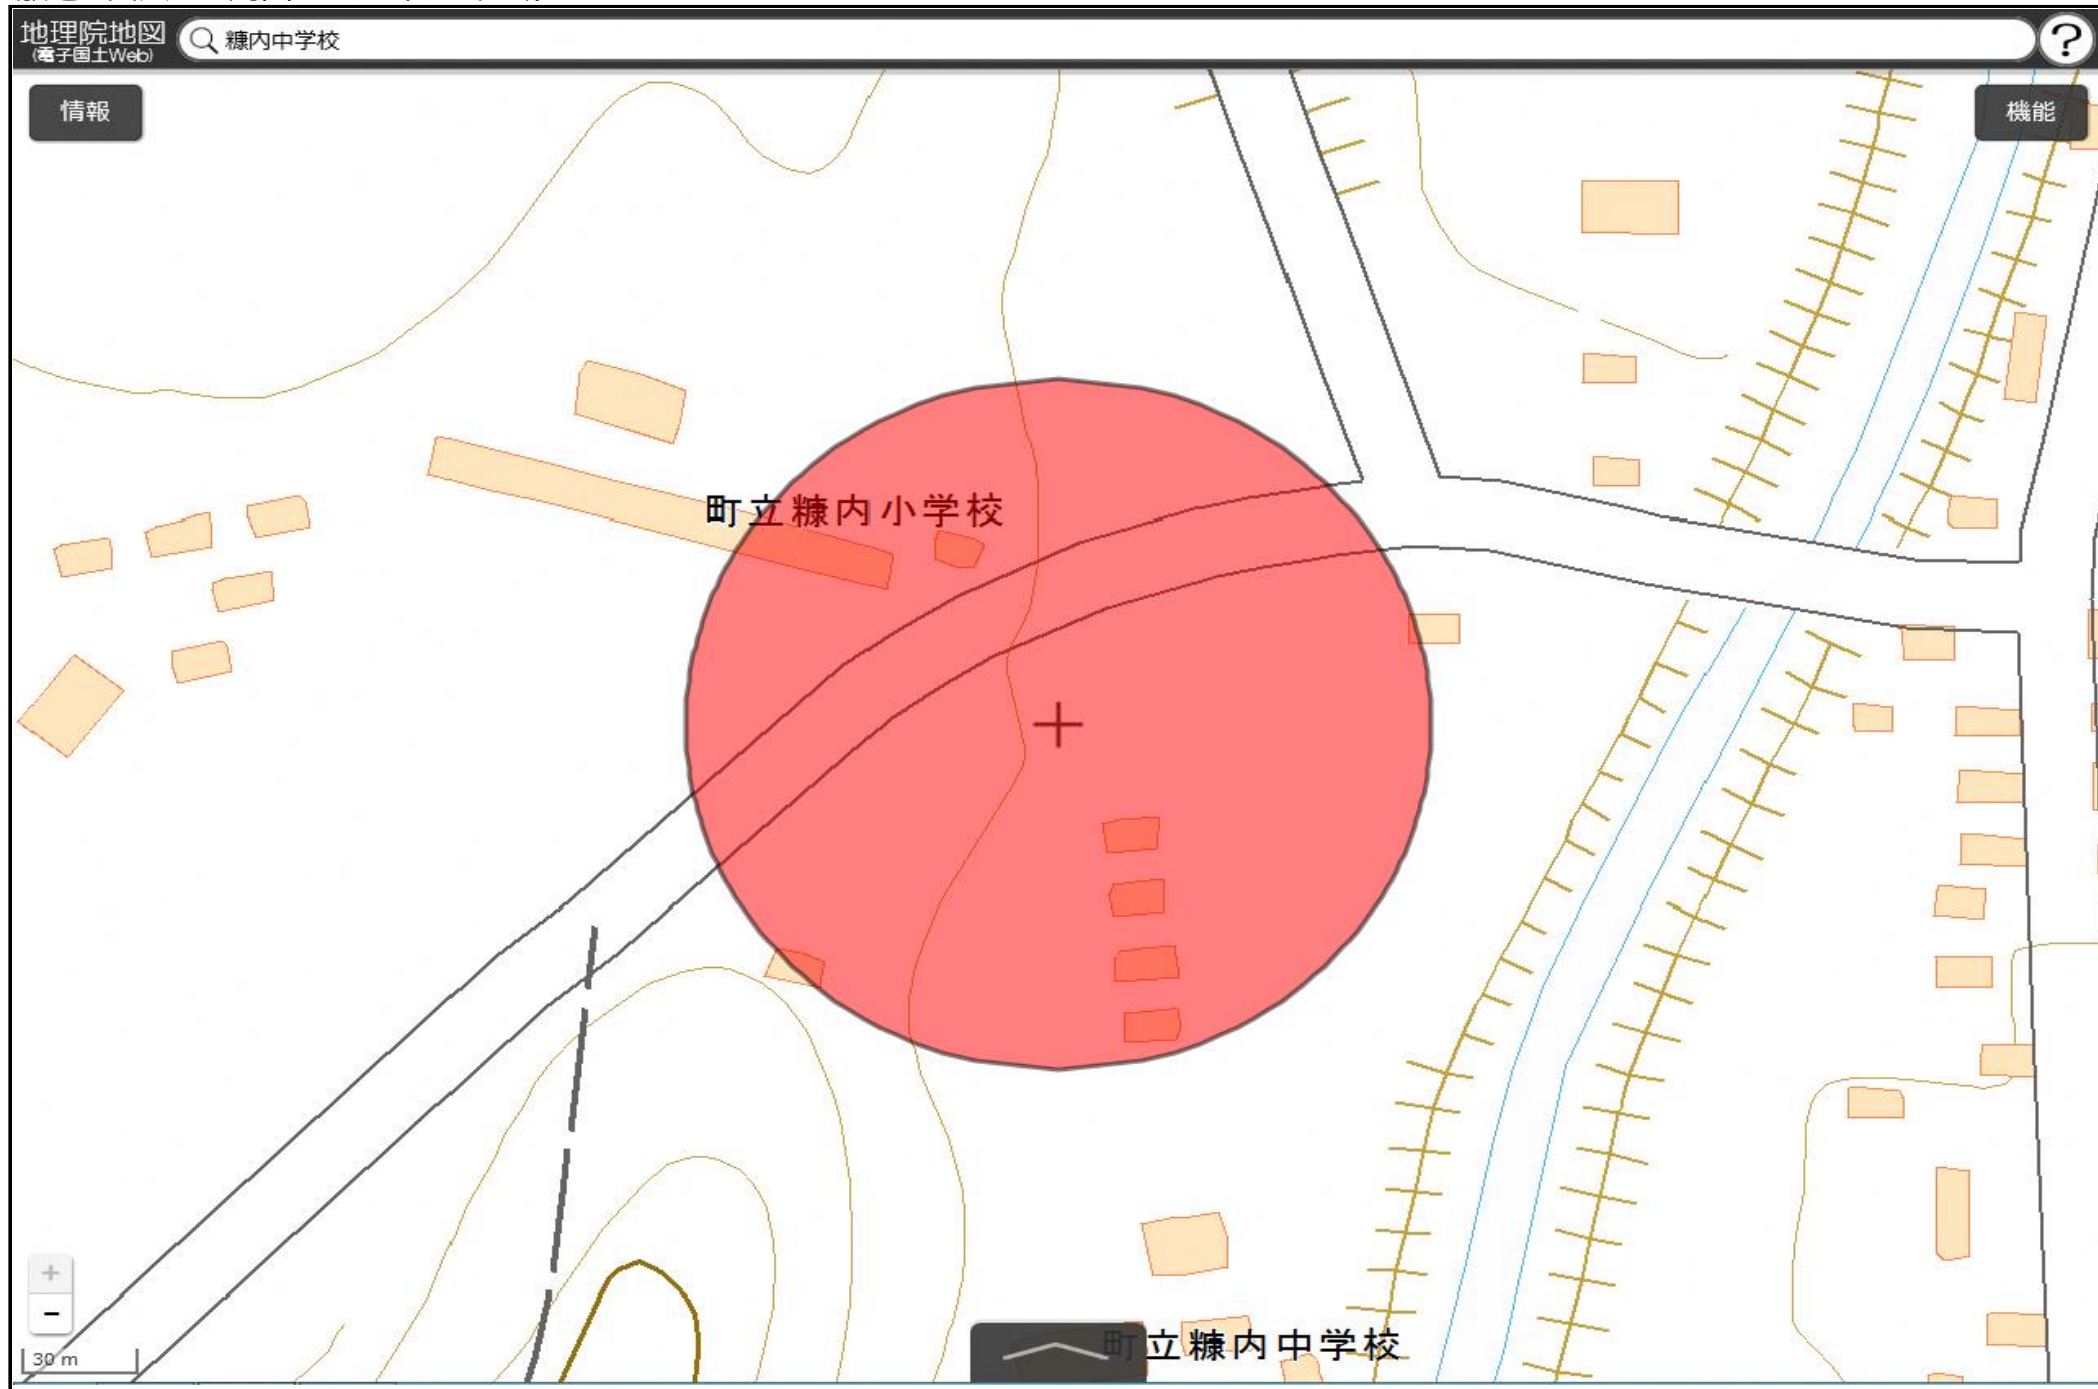 地理院地図
(電子国土Web)
糠内中学校
?
情報
機能
町立糠内小学校
+
-
30 m
町立糠内中学校